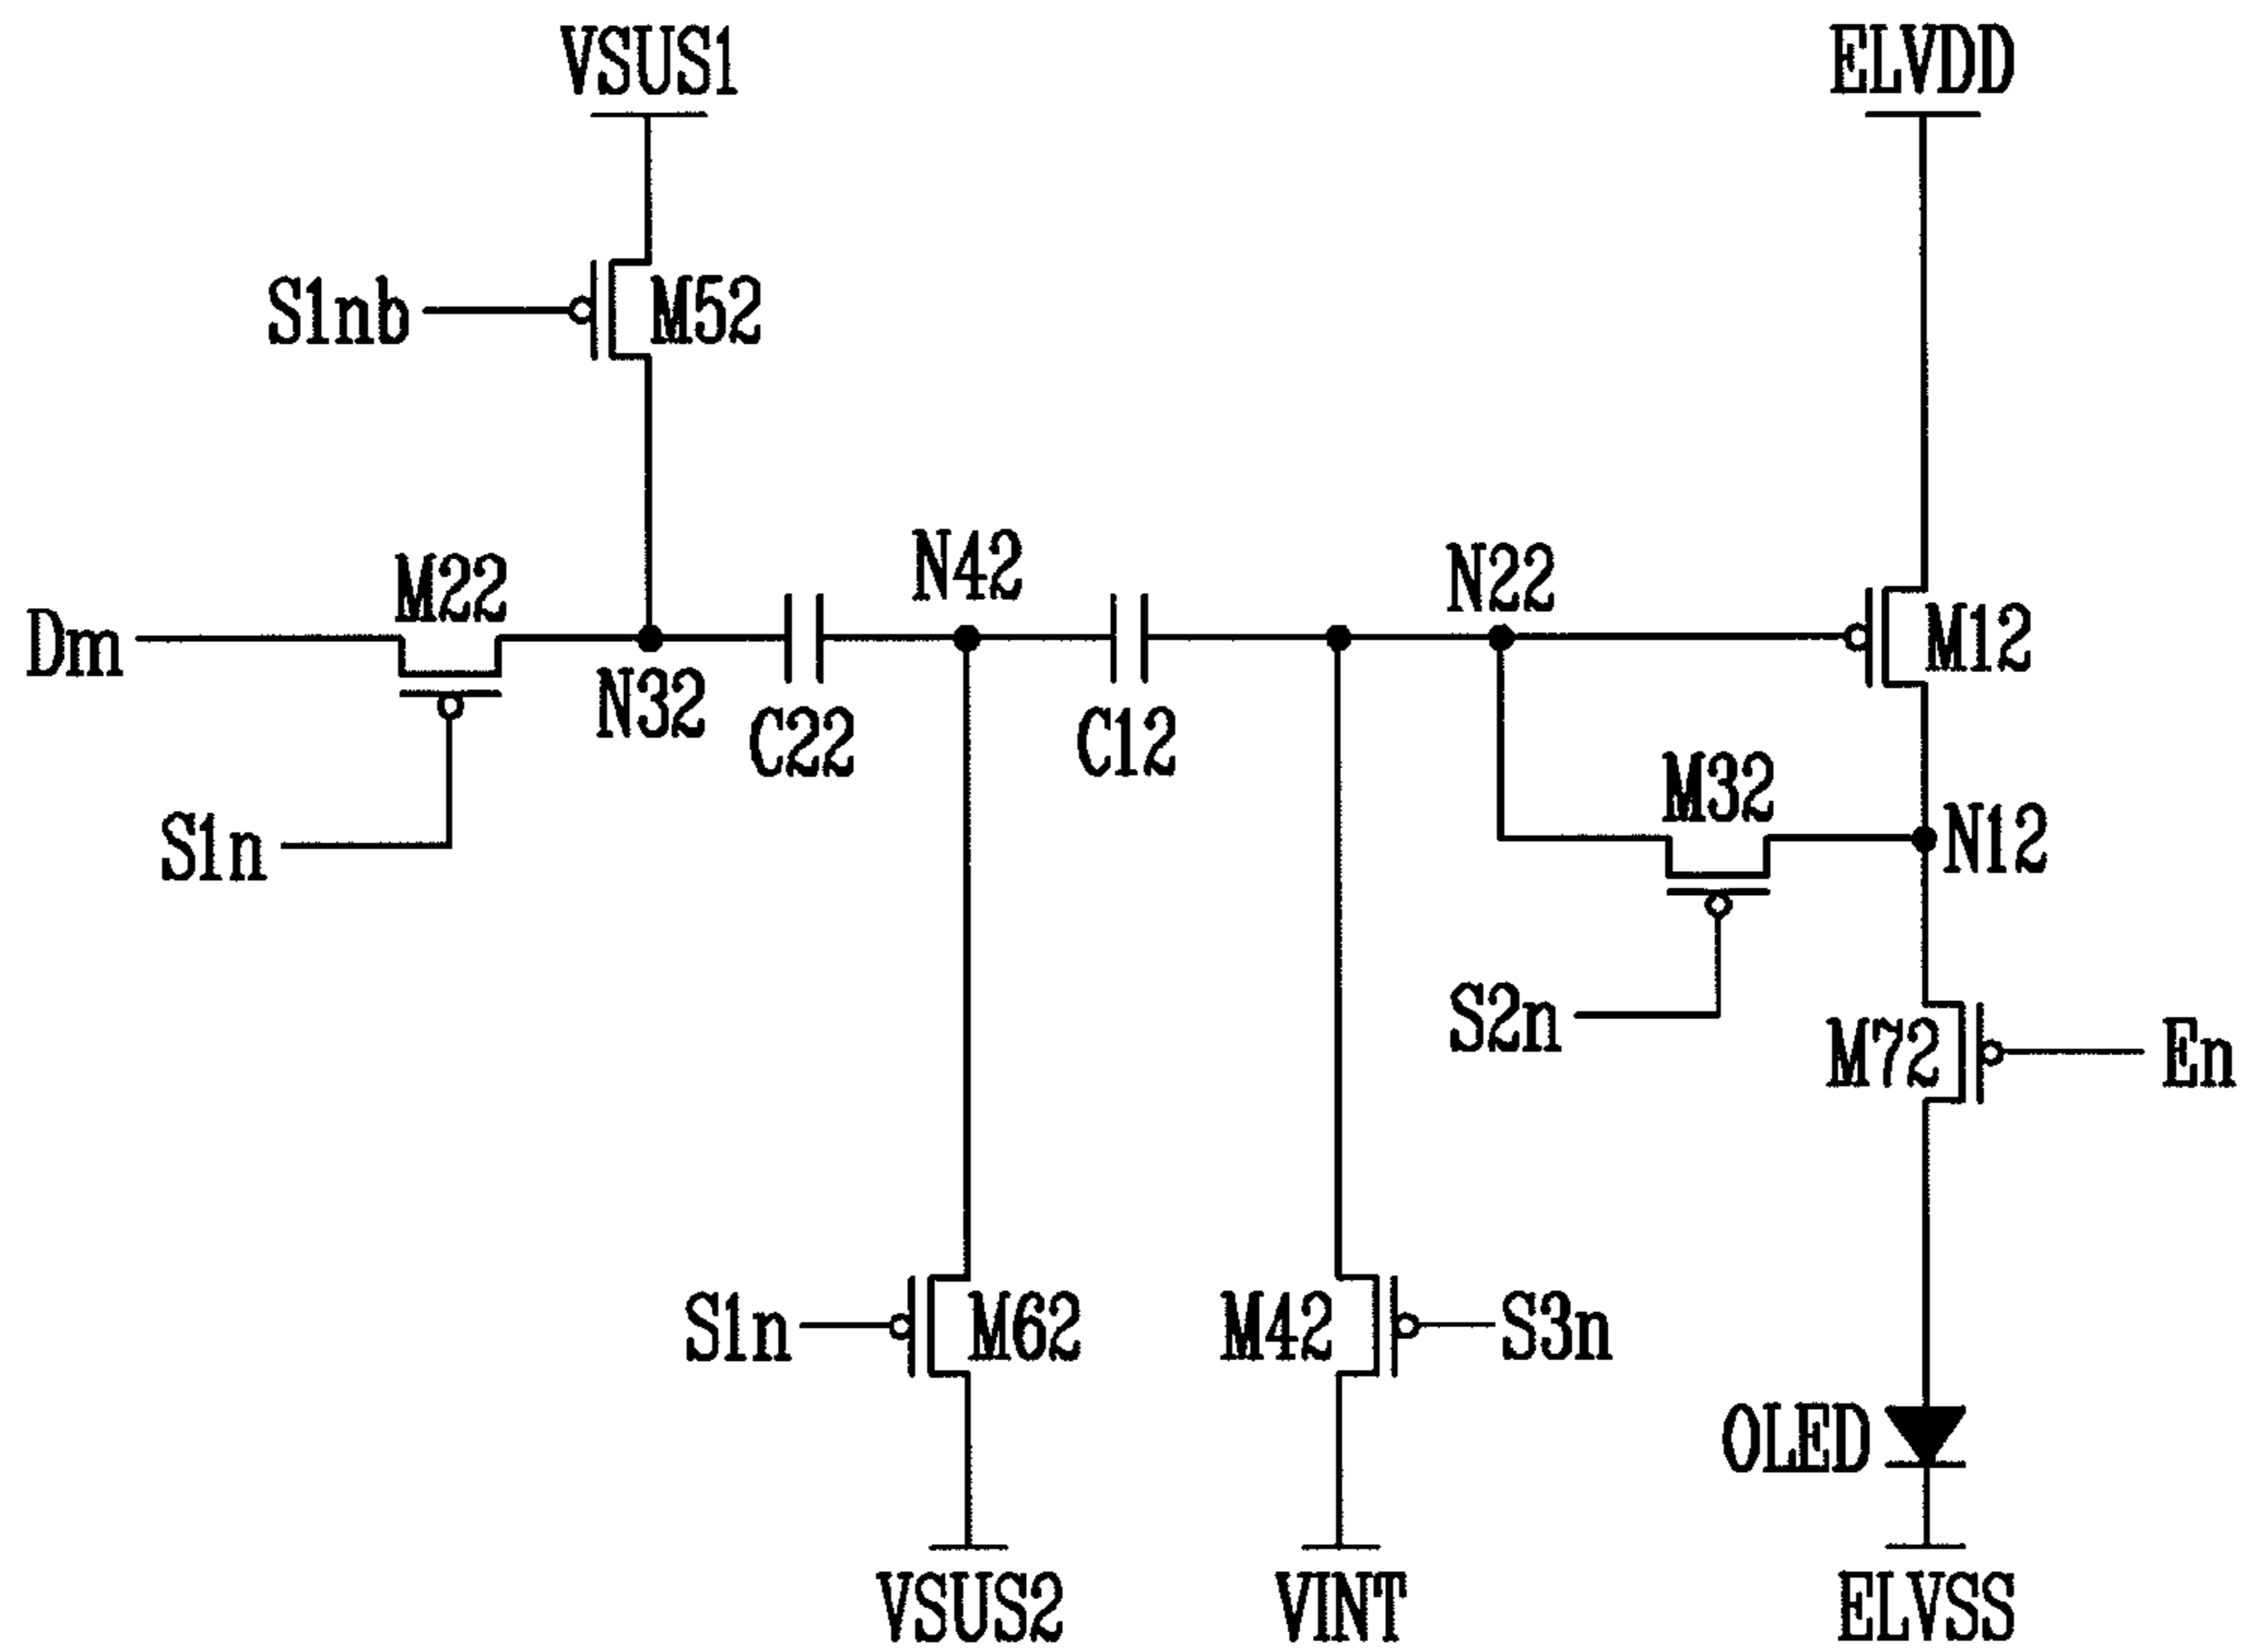 VSUS1
ELVDD
S1nb
M52
N42
N22
M22
Dm
M12
N32
C22
C12
M32
N12
S1n
S2n
M72
En
S1n
M62
M42
S3n
OLED
VSUS2
VINT
ELVSS